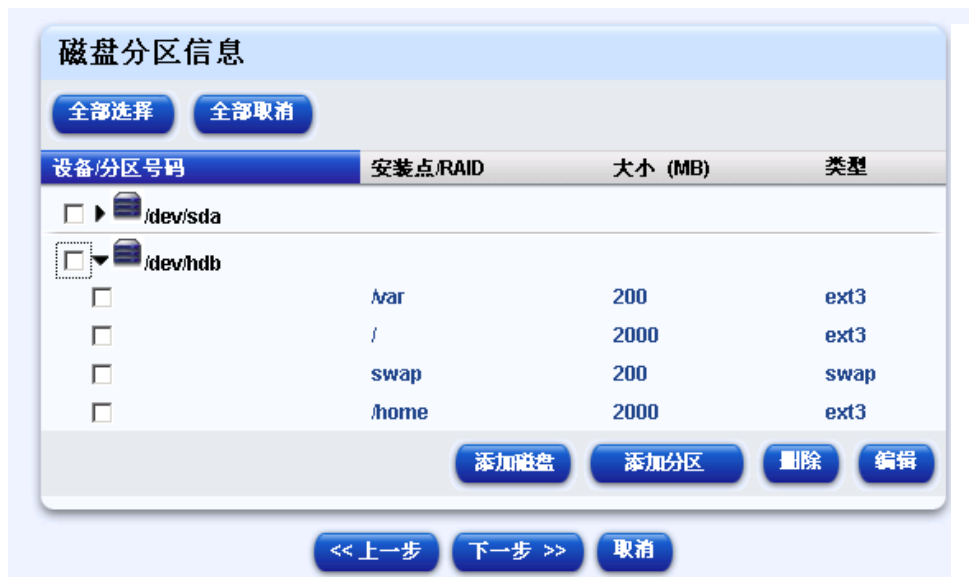 磁盘分区信息
全部选择 全部取消
设备/分区号码 安装点/RAID 大小 (MB) 类型
/dev/sda
/dev/hdb
/var 200 ext3
/ 2000 ext3
swap 200 swap
/home 2000 ext3
添加磁盘 添加分区 删除 编辑
<< 上一步 下一步 >> 取消